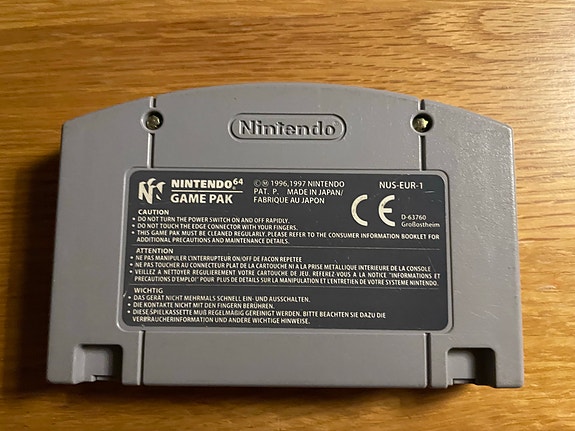 Nintendo
NINTENDO64
GAME PAK
©Ⓜ 1996,1997 NINTENDO
PAT. P. MADE IN JAPAN/
FABRIQUE AU JAPON
NUS-EUR-1
CE
D-63760
Großostheim
CAUTION
• DO NOT TURN THE POWER SWITCH ON AND OFF RAPIDLY.
• DO NOT TOUCH THE EDGE CONNECTOR WITH YOUR FINGERS.
• THIS GAME PAK MUST BE CLEANED REGULARLY. PLEASE REFER TO THE CONSUMER INFORMATION BOOKLET FOR
ADDITIONAL PRECAUTIONS AND MAINTENANCE DETAILS.
ATTENTION
• NE PAS MANIPULER L'INTERRUPTEUR ON/OFF DE FACON REPETEE
• NE PAS TOUCHER AU CONNECTEUR PLAT DE LA CARTOUCHE NI A LA PRISE METALLIQUE INTERIEURE DE LA CONSOLE
• VEILLEZ A NETTOYER REGULIEREMENT VOTRE CARTOUCHE DE JEU. REFEREZ-VOUS A LA NOTICE "INFORMATIONS ET
PRECAUTIONS D'EMPLOI" POUR PLUS DE DETAILS SUR LA MANIPULATION ET L'ENTRETIEN DE VOTRE SYSTEME NINTENDO.
WICHTIG
• DAS GERÄT NICHT MEHRMALS SCHNELL EIN- UND AUSSCHALTEN.
• DIE KONTAKTE NICHT MIT DEN FINGERN BERÜHREN.
• DIESE SPIELKASSETTE MUß REGELMÄßIG GEREINIGT WERDEN. BITTE BEACHTEN SIE DAZU DIE
VERBRAUCHERINFORMATION UND ANDERE WICHTIGE HINWEISE.